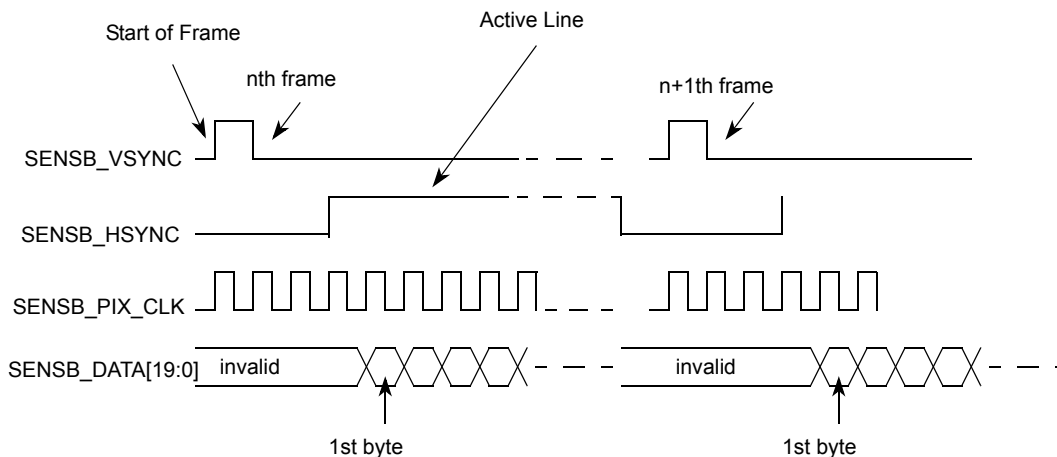 Active Line
Start of Frame
nth frame
n+1th frame
SENSB_VSYNC
SENSB_HSYNC
SENSB_PIX_CLK
SENSB_DATA[19:0]
invalid
invalid
1st byte
1st byte